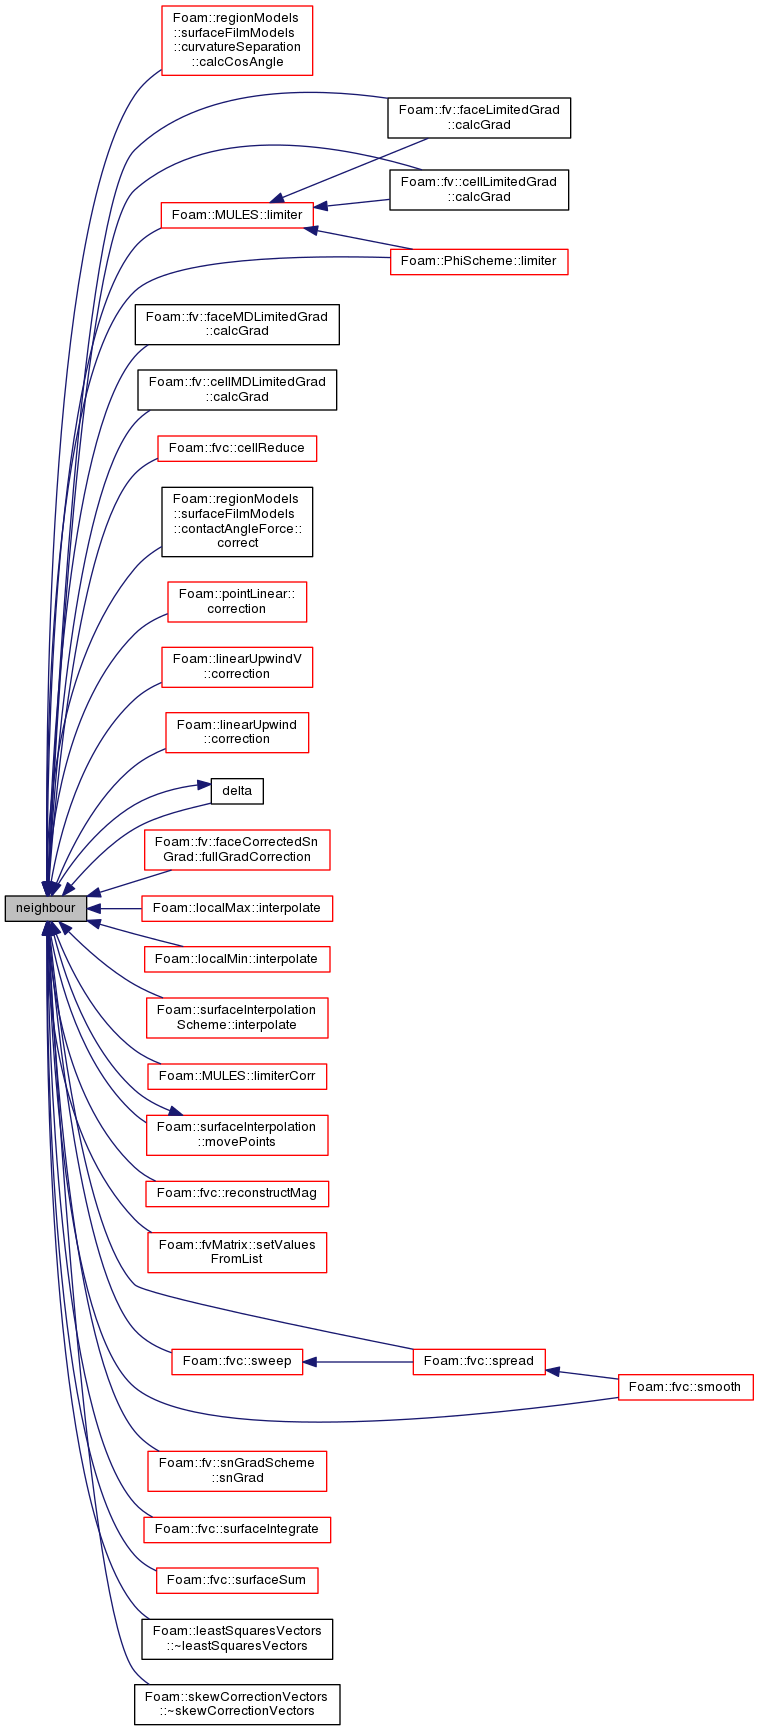 Foam::regionModels
::surfaceFilmModels
::curvatureSeparation
::calcCosAngle
Foam::fv::faceLimitedGrad
::calcGrad
Foam::fv::cellLimitedGrad
::calcGrad
Foam::MULES::limiter
Foam::PhiScheme::limiter
Foam::fv::faceMDLimitedGrad
::calcGrad
Foam::fv::cellMDLimitedGrad
::calcGrad
Foam::fvc::cellReduce
Foam::regionModels
::surfaceFilmModels
::contactAngleForce::
correct
Foam::pointLinear::
correction
Foam::linearUpwindV
::correction
Foam::linearUpwind
::correction
delta
Foam::fv::faceCorrectedSn
Grad::fullGradCorrection
neighbour
Foam::localMax::interpolate
Foam::localMin::interpolate
Foam::surfaceInterpolation
Scheme::interpolate
Foam::MULES::limiterCorr
Foam::surfaceInterpolation
::movePoints
Foam::fvc::reconstructMag
Foam::fvMatrix::setValues
FromList
Foam::fvc::sweep
Foam::fvc::spread
Foam::fvc::smooth
Foam::fv::snGradScheme
::snGrad
Foam::fvc::surfaceIntegrate
Foam::fvc::surfaceSum
Foam::leastSquaresVectors
::~leastSquaresVectors
Foam::skewCorrectionVectors
::~skewCorrectionVectors